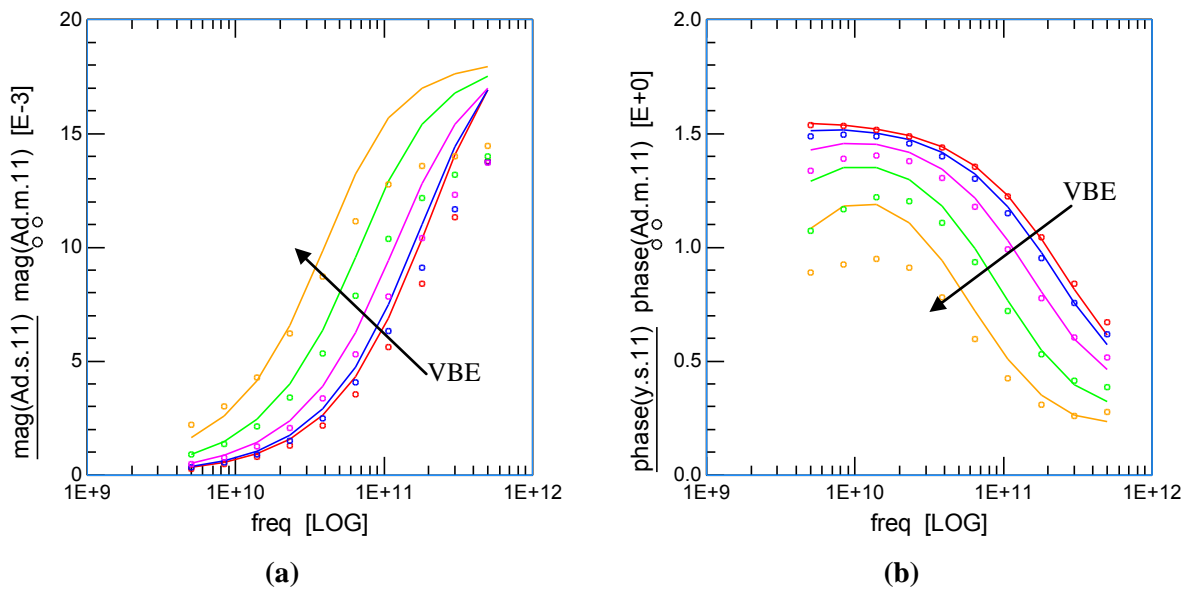 20
15
10
5
0
1E+9
1E+10
1E+11
1E+12
freq [LOG]
mag(Ad.s.11) mag(Ad.m.11) [E-3]
VBE
(a)
2.0
1.5
1.0
0.5
0.0
1E+9
1E+10
1E+11
1E+12
freq [LOG]
phase(y.s.11) phase(Ad.m.11) [E+0]
VBE
(b)